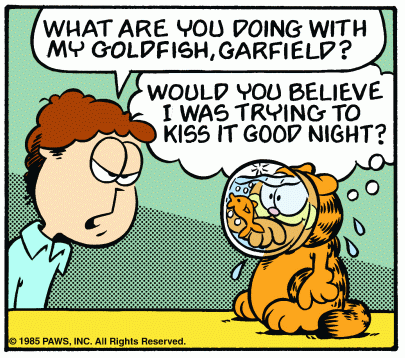 WHAT ARE YOU DOING WITH
MY GOLDFISH, GARFIELD?
WOULD YOU BELIEVE
I WAS TRYING TO
KISS IT GOOD NIGHT?
© 1985 PAWS, INC. All Rights Reserved.